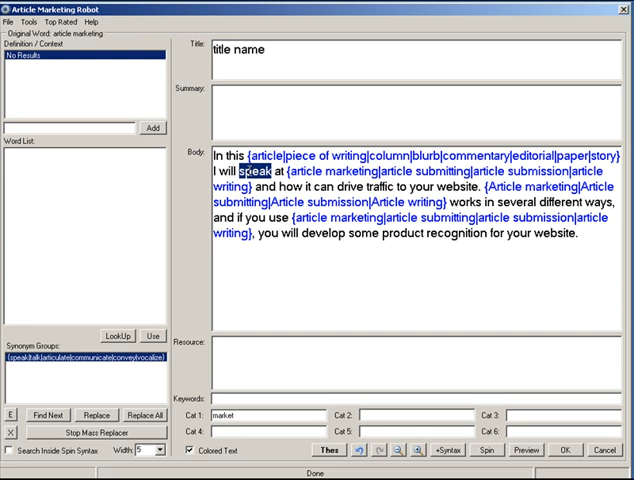 Article Marketing Robot
File Tools Top Rated Help
Original Word: article marketing
Definition / Context
No Results
Add
Word List:
LookUp Use
Synonym Groups:
{speak|talk|articulate|communicate|convey|vocalize}
E Find Next Replace Replace All
X Stop Mass Replacer
Search Inside Spin Syntax Width: 5
Title: title name
Summary:
Body: In this {article|piece of writing|column|blurb|commentary|editorial|paper|story}
I will speak at {article marketing|article submitting|article submission|article
writing} and how it can drive traffic to your website. {Article marketing|Article
submitting|Article submission|Article writing} works in several different ways,
and if you use {article marketing|article submitting|article submission|article
writing}, you will develop some product recognition for your website.
Resource:
Keywords:
Cat 1: market Cat 2: Cat 3:
Cat 4: Cat 5: Cat 6:
Colored Text Thes +Syntax Spin Preview OK Cancel
Done